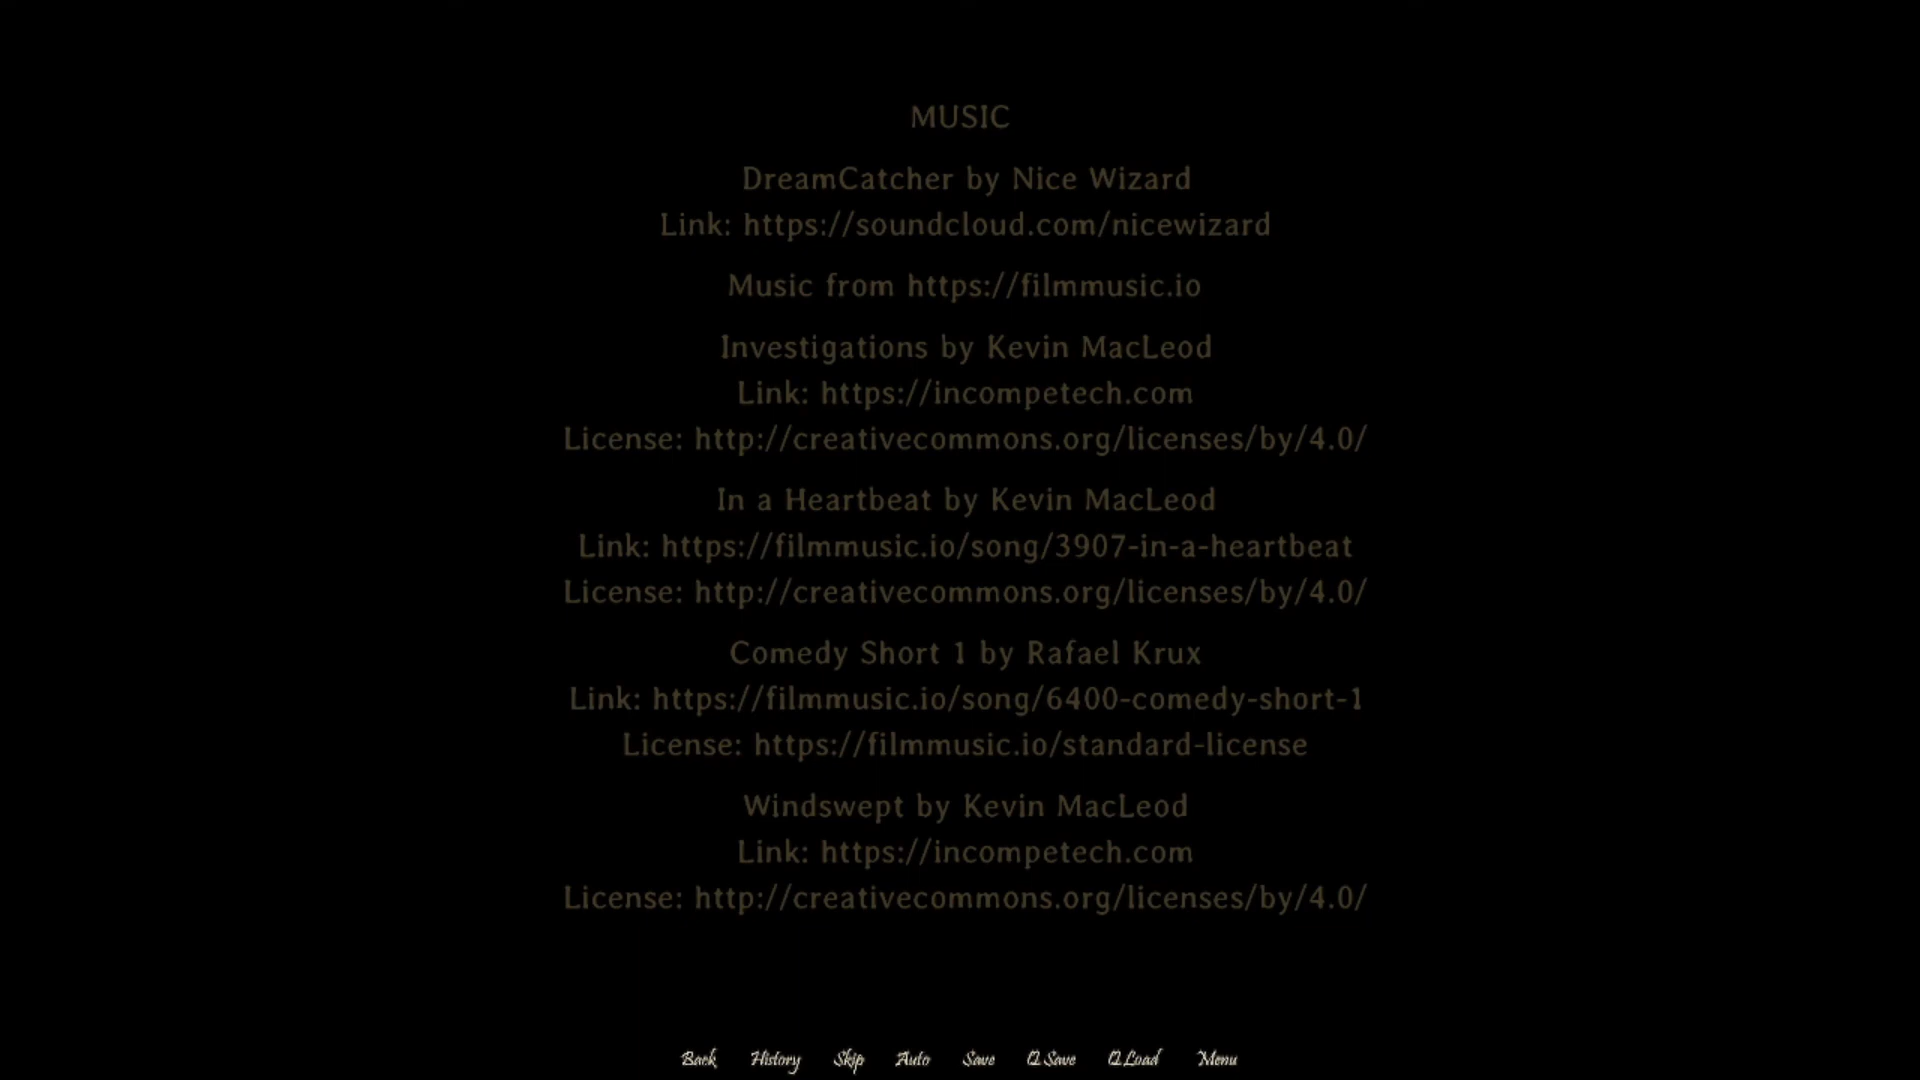 MUSIC
DreamCatcher by Nice Wizard
Link: https://soundcloud.com/nicewizard
Music from https://filmmusic.io
Investigations by Kevin MacLeod
Link: https://incompetech.com
License: http://creativecommons.org/licenses/by/4.0/
In a Heartbeat by Kevin MacLeod
Link: https://filmmusic.io/song/3907-in-a-heartbeat
License: http://creativecommons.org/licenses/by/4.0/
Comedy Short 1 by Rafael Krux
Link: https://filmmusic.io/song/6400-comedy-short-1
License: https://filmmusic.io/standard-license
Windswept by Kevin MacLeod
Link: https://incompetech.com
License: http://creativecommons.org/licenses/by/4.0/
Back History Skip Auto Save Q.Save Q.Load Menu